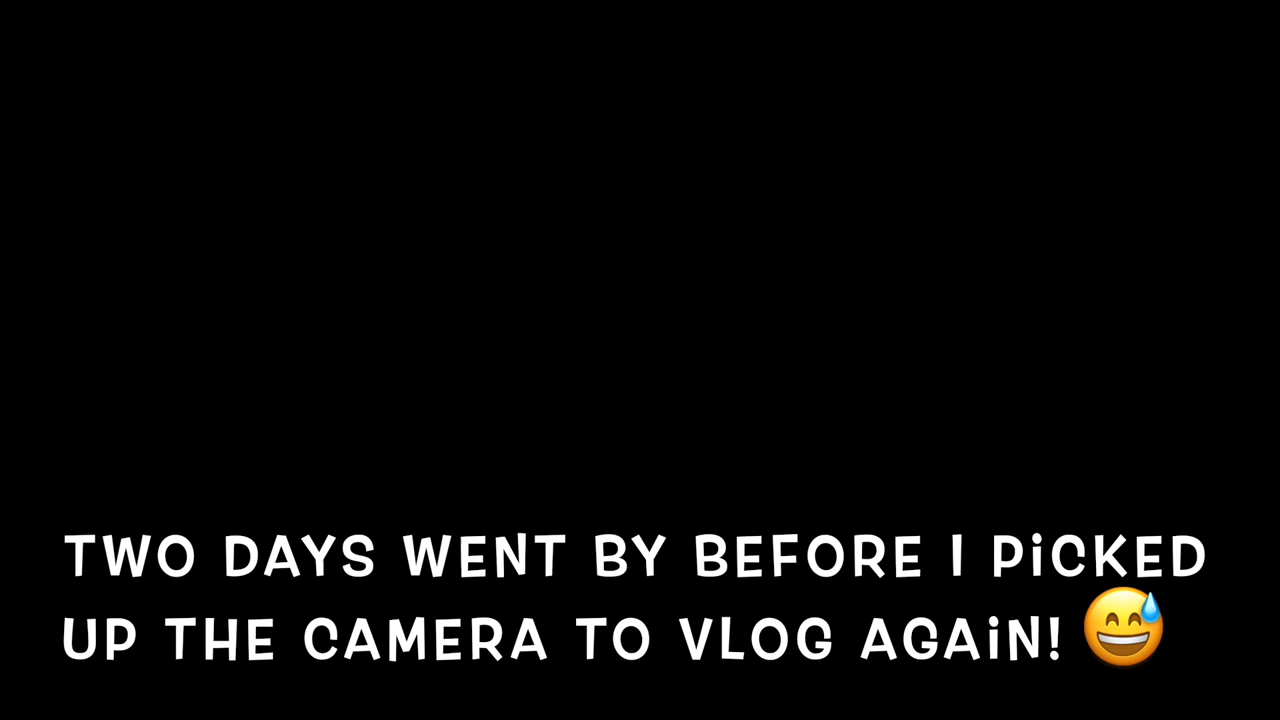 TWO DAYS WENT BY BEFORE I PiCKED
UP THE CAMERA TO VLOG AGAiN! 😅